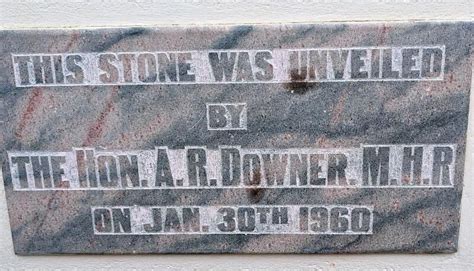 THIS STONE WAS UNVEILED
BY
THE HON. A. R. DOWNER. M.H.R
ON JAN. 30TH 1960